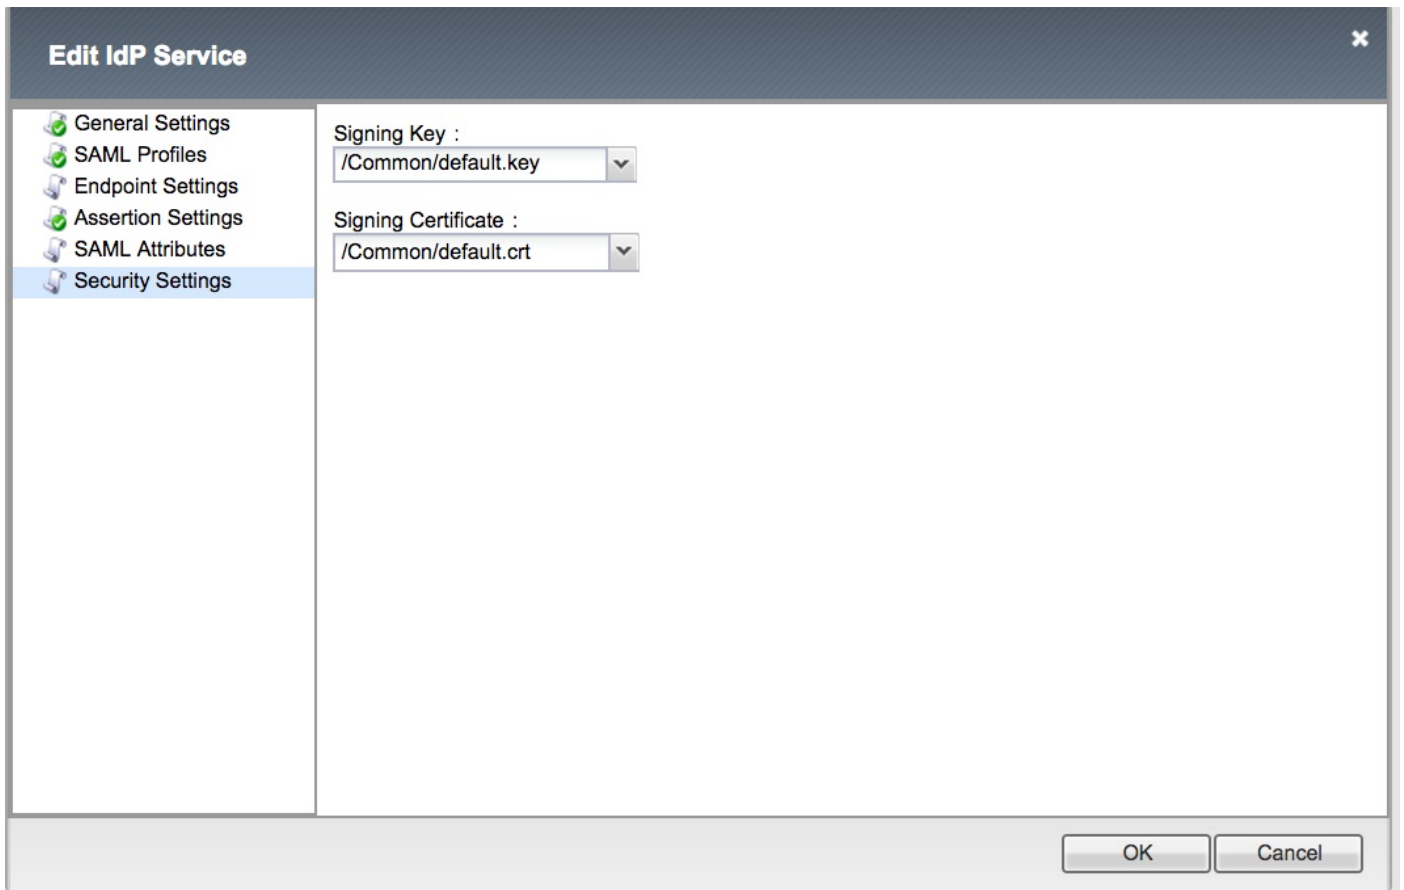 Edit IdP Service
General Settings
SAML Profiles
Endpoint Settings
Assertion Settings
SAML Attributes
Security Settings
Signing Key :
/Common/default.key
Signing Certificate :
/Common/default.crt
OK
Cancel